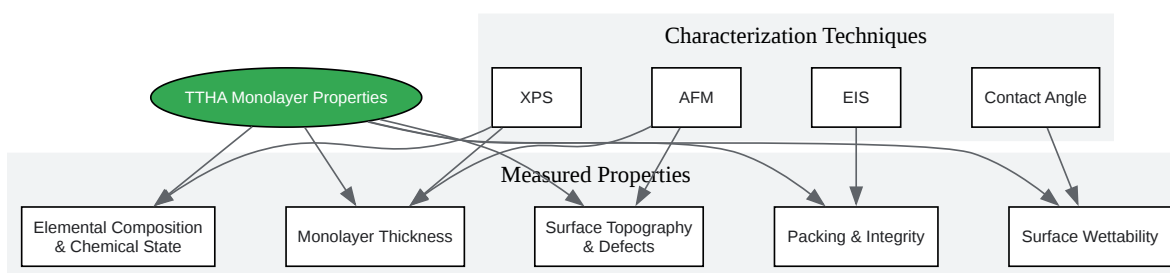 Characterization Techniques
TTHA Monolayer Properties
XPS
AFM
EIS
Contact Angle
Measured Properties
Elemental Composition
& Chemical State
Monolayer Thickness
Surface Topography
& Defects
Packing & Integrity
Surface Wettability